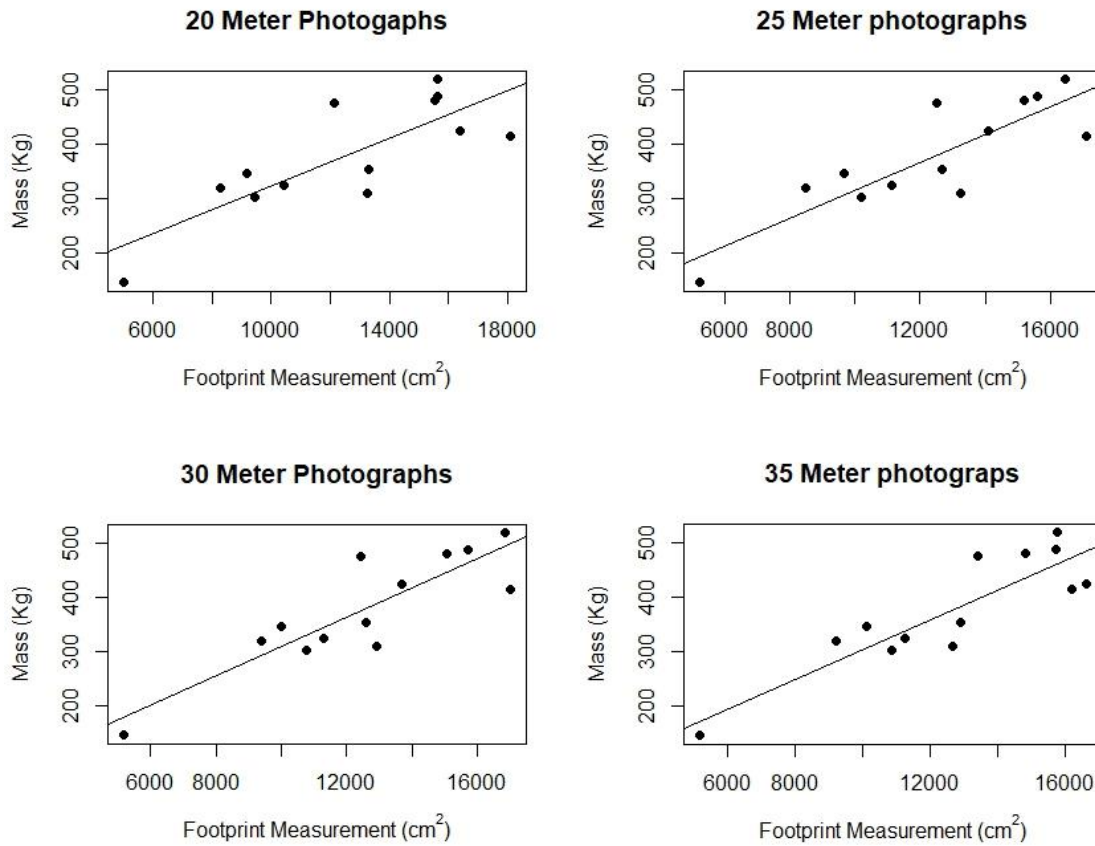 20 Meter Photogaphs
25 Meter photographs
500
400
300
200
Mass (Kg)
6000 10000 14000 18000
Footprint Measurement (cm²)
500
400
300
200
Mass (Kg)
6000 8000 12000 16000
Footprint Measurement (cm²)
30 Meter Photographs
35 Meter photograps
500
400
300
200
Mass (Kg)
6000 8000 12000 16000
Footprint Measurement (cm²)
500
400
300
200
Mass (Kg)
6000 8000 12000 16000
Footprint Measurement (cm²)